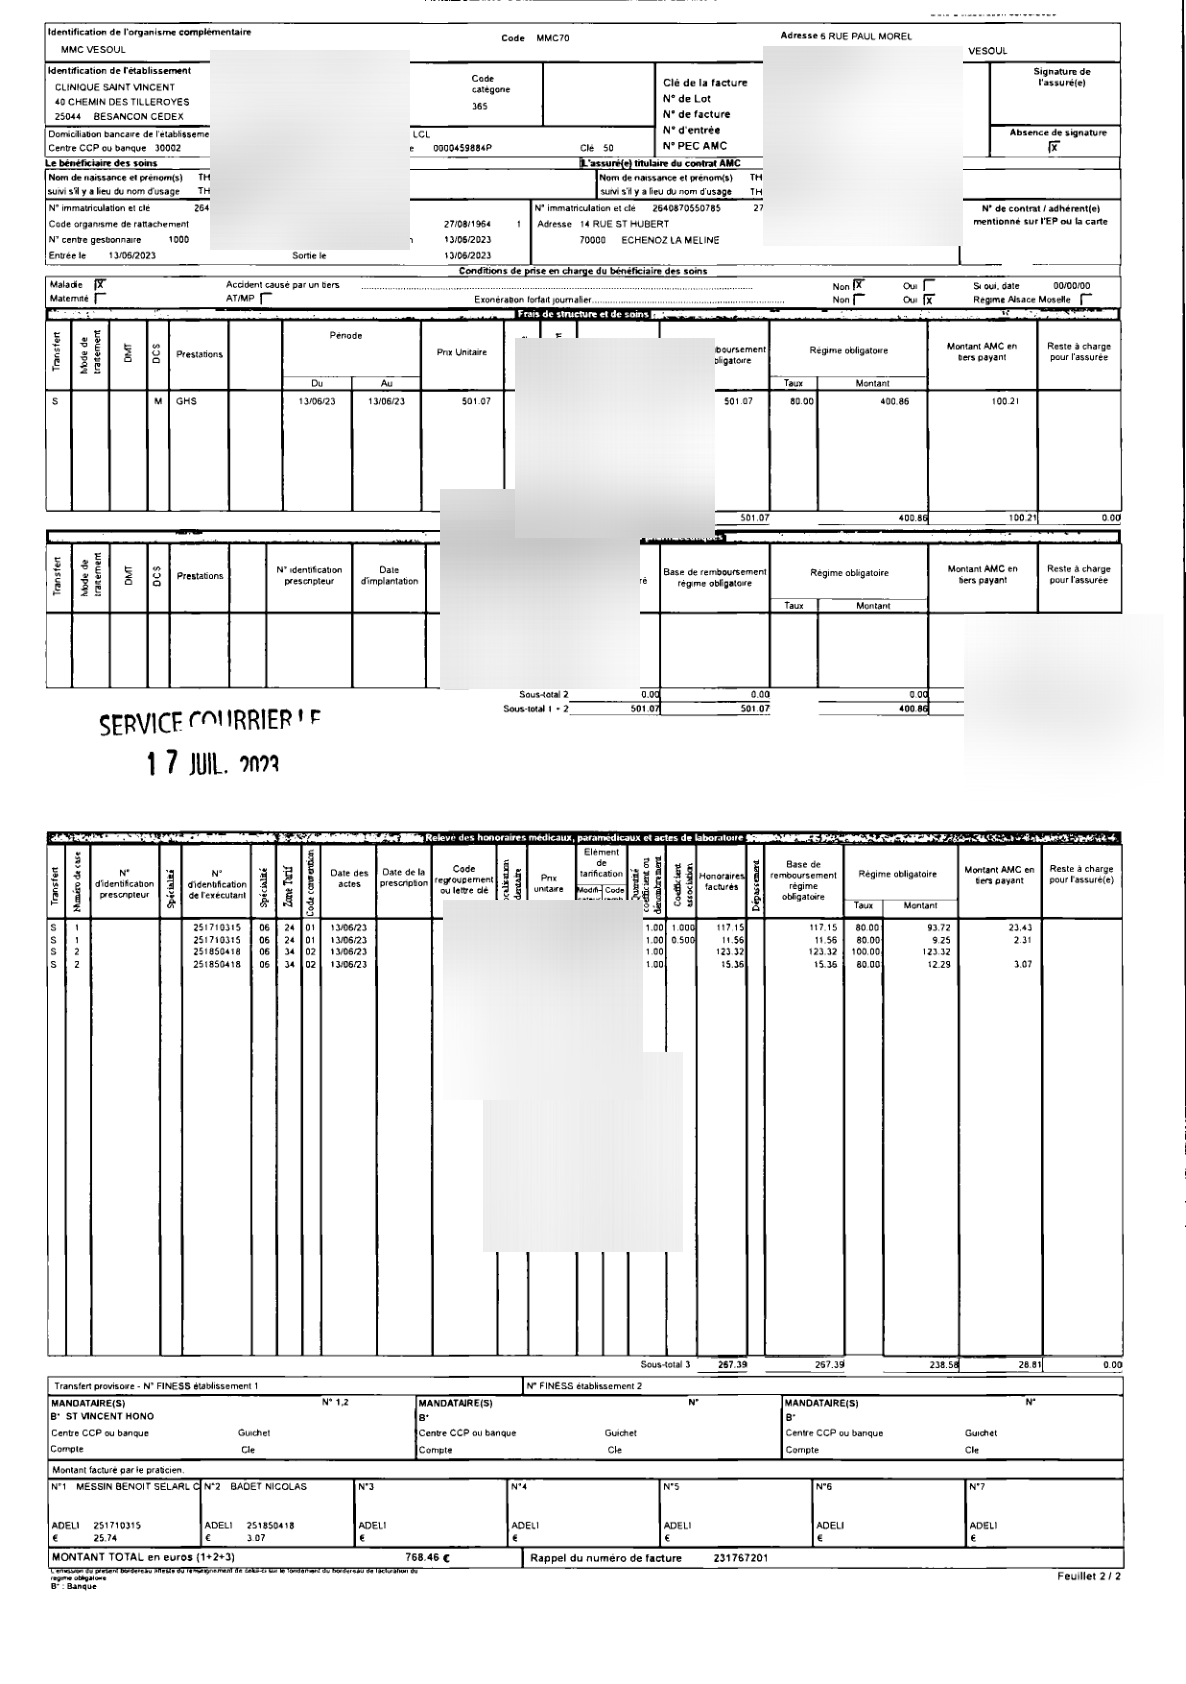 Identification de l'organisme complémentaire
MMC VESOUL
Code MMC70
Adresse 6 RUE PAUL MOREL
VESOUL
Identification de l'établissement
CLINIQUE SAINT VINCENT
40 CHEMIN DES TILLEROYES
25044 BESANCON CEDEX
Code catégorie
365
Clé de la facture
N° de Lot
N° de facture
N° d'entrée
N° PEC AMC
Signature de l'assuré(e)
Absence de signature
X
Domiciliation bancaire de l'établisseme LCL
Centre CCP ou banque 30002 e 0000459884P Clé 50
Le bénéficiaire des soins
L'assuré(e) titulaire du contrat AMC
Nom de naissance et prénom(s) TH
suivi s'il y a lieu du nom d'usage TH
Nom de naissance et prénom(s) TH
suivi s'il y a lieu du nom d'usage TH
N° immatriculation et clé 264
Code organisme de rattachement 27/08/1964 1
N° centre gestionnaire 1000 13/06/2023
Entrée le 13/06/2023 Sortie le 13/06/2023
N° immatriculation et clé 2640870550785 27
Adresse 14 RUE ST HUBERT
70000 ECHENOZ LA MELINE
N° de contrat / adhérent(e)
mentionné sur l'EP ou la carte
Conditions de prise en charge du bénéficiaire des soins
Maladie X Accident causé par un tiers Non X Oui Si oui, date 00/00/00
Maternité AT/MP Exonération forfait journalier Non Oui X Régime Alsace Moselle
Frais de structure et de soins
Transfert Mode de traitement DMT DCS Prestations Période Du Au Prix Unitaire boursement obligatoire Régime obligatoire Taux Montant Montant AMC en tiers payant Reste à charge pour l'assurée
S M GHS 13/06/23 13/06/23 501.07 501.07 80.00 400.86 100.21
501.07 400.86 100.21 0.00
Transfert Mode de traitement DMT DCS Prestations N° identification prescripteur Date d'implantation ré Base de remboursement régime obligatoire Régime obligatoire Taux Montant Montant AMC en tiers payant Reste à charge pour l'assurée
Sous-total 2 0.00 0.00 0.00
Sous-total 1 + 2 501.07 501.07 400.86
SERVICE COURRIER LE
17 JUIL. 2023
Relevé des honoraires médicaux, paramédicaux et actes de laboratoire
Transfert Numéro de case N° d'identification prescripteur Spécialité N° d'identification de l'exécutant Spécialité Zone Tarif Code convention Date des actes Date de la prescription Code regroupement ou lettre clé Prix unitaire Elément de tarification Coefficient association Honoraires facturés Dépassement Base de remboursement régime obligatoire Régime obligatoire Taux Montant Montant AMC en tiers payant Reste à charge pour l'assuré(e)
S 1 251710315 06 24 01 13/06/23 1.00 1.000 117.15 117.15 80.00 93.72 23.43
S 1 251710315 06 24 01 13/06/23 1.00 0.500 11.56 11.56 80.00 9.25 2.31
S 2 251850418 06 34 02 13/06/23 1.00 123.32 123.32 100.00 123.32
S 2 251850418 06 34 02 13/06/23 1.00 15.36 15.36 80.00 12.29 3.07
Sous-total 3 267.39 267.39 238.58 28.81 0.00
Transfert provisoire - N° FINESS établissement 1
N° FINESS établissement 2
MANDATAIRE(S) N° 1,2 MANDATAIRE(S) N° MANDATAIRE(S) N°
B* ST VINCENT HONO B* B*
Centre CCP ou banque Guichet Centre CCP ou banque Guichet Centre CCP ou banque Guichet
Compte Cle Compte Cle Compte Cle
Montant facturé par le praticien.
N°1 MESSIN BENOIT SELARL C N°2 BADET NICOLAS N°3 N°4 N°5 N°6 N°7
ADELI 251710315 ADELI 251850418 ADELI ADELI ADELI ADELI ADELI
€ 25.74 € 3.07 € € € € €
MONTANT TOTAL en euros (1+2+3) 768.46 € Rappel du numéro de facture 231767201
L'émission du présent bordereau atteste du renseignement de celui-ci sur le fondement du bordereau de facturation du
régime obligatoire
B* : Banque
Feuillet 2 / 2